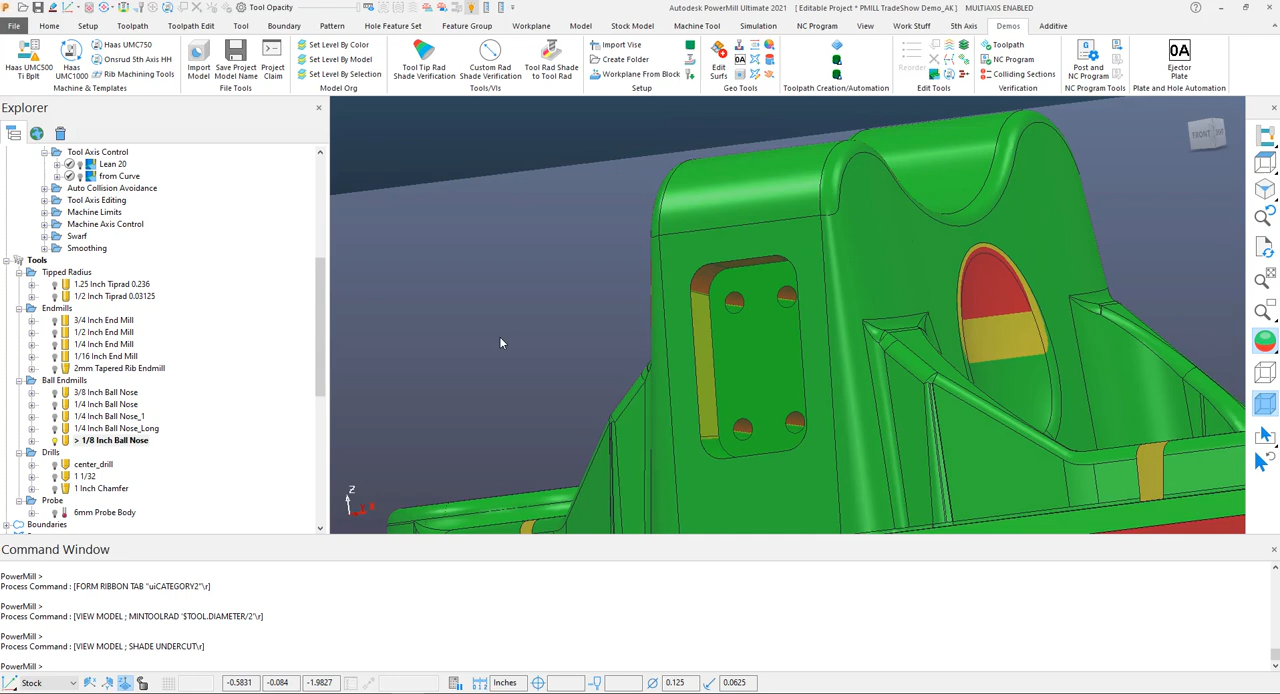 Tool Opacity
Autodesk PowerMill Ultimate 2021 [ Editable Project * PMILL TradeShow Demo_AK ] MULTIAXIS ENABLED
File Home Setup Toolpath Toolpath Edit Tool Boundary Pattern Hole Feature Set Feature Group Workplane Model Stock Model Machine Tool Simulation NC Program View Work Stuff 5th Axis Demos Additive
Haas UMC500 Ti Bplt
Haas UMC1000
Haas UMC750
Onsrud 5th Axis HH
Rib Machining Tools
Machine & Templates
Import Model
Save Project Model Name
Project Claim
File Tools
Set Level By Color
Set Level By Model
Set Level By Selection
Model Org
Tool Tip Rad Shade Verification
Custom Rad Shade Verification
Tool Rad Shade to Tool Rad
Tools/VIs
Import Vise
Create Folder
Workplane From Block
Setup
Edit Surfs
0A
Geo Tools
Toolpath Creation/Automation
Reorder
Edit Tools
Toolpath
NC Program
Colliding Sections
Verification
G
Post and NC Program
NC Program Tools
0A
Ejector Plate
Plate and Hole Automation
Explorer
Tool Axis Control
Lean 20
from Curve
Auto Collision Avoidance
Tool Axis Editing
Machine Limits
Machine Axis Control
Swarf
Smoothing
Tools
Tipped Radius
1.25 Inch Tiprad 0.236
1/2 Inch Tiprad 0.03125
Endmills
3/4 Inch End Mill
1/2 Inch End Mill
1/4 Inch End Mill
1/16 Inch End Mill
2mm Tapered Rib Endmill
Ball Endmills
3/8 Inch Ball Nose
1/4 Inch Ball Nose
1/4 Inch Ball Nose_1
1/4 Inch Ball Nose_Long
> 1/8 Inch Ball Nose
Drills
center_drill
1 1/32
1 Inch Chamfer
Probe
6mm Probe Body
Boundaries
FRONT
Z
Command Window
PowerMill >
Process Command : [FORM RIBBON TAB "uiCATEGORY2"\r]
PowerMill >
Process Command : [VIEW MODEL ; MINTOOLRAD '$TOOL.DIAMETER/2'\r]
PowerMill >
Process Command : [VIEW MODEL ; SHADE UNDERCUT\r]
PowerMill >
Stock -0.5831 -0.084 -1.9827 Inches 0.125 0.0625